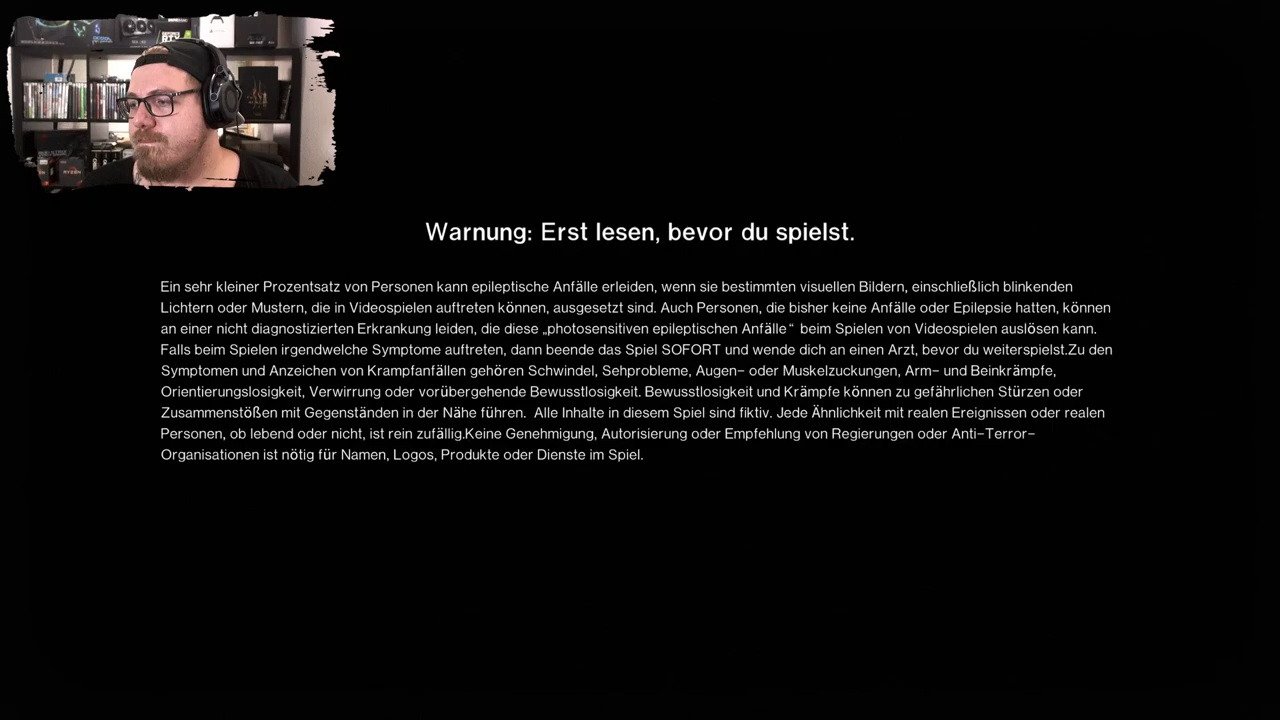 RYZEN
Warnung: Erst lesen, bevor du spielst.
Ein sehr kleiner Prozentsatz von Personen kann epileptische Anfälle erleiden, wenn sie bestimmten visuellen Bildern, einschließlich blinkenden
Lichtern oder Mustern, die in Videospielen auftreten können, ausgesetzt sind. Auch Personen, die bisher keine Anfälle oder Epilepsie hatten, können
an einer nicht diagnostizierten Erkrankung leiden, die diese „photosensitiven epileptischen Anfälle“ beim Spielen von Videospielen auslösen kann.
Falls beim Spielen irgendwelche Symptome auftreten, dann beende das Spiel SOFORT und wende dich an einen Arzt, bevor du weiterspielst.Zu den
Symptomen und Anzeichen von Krampfanfällen gehören Schwindel, Sehprobleme, Augen- oder Muskelzuckungen, Arm- und Beinkrämpfe,
Orientierungslosigkeit, Verwirrung oder vorübergehende Bewusstlosigkeit. Bewusstlosigkeit und Krämpfe können zu gefährlichen Stürzen oder
Zusammenstößen mit Gegenständen in der Nähe führen.  Alle Inhalte in diesem Spiel sind fiktiv. Jede Ähnlichkeit mit realen Ereignissen oder realen
Personen, ob lebend oder nicht, ist rein zufällig.Keine Genehmigung, Autorisierung oder Empfehlung von Regierungen oder Anti-Terror-
Organisationen ist nötig für Namen, Logos, Produkte oder Dienste im Spiel.